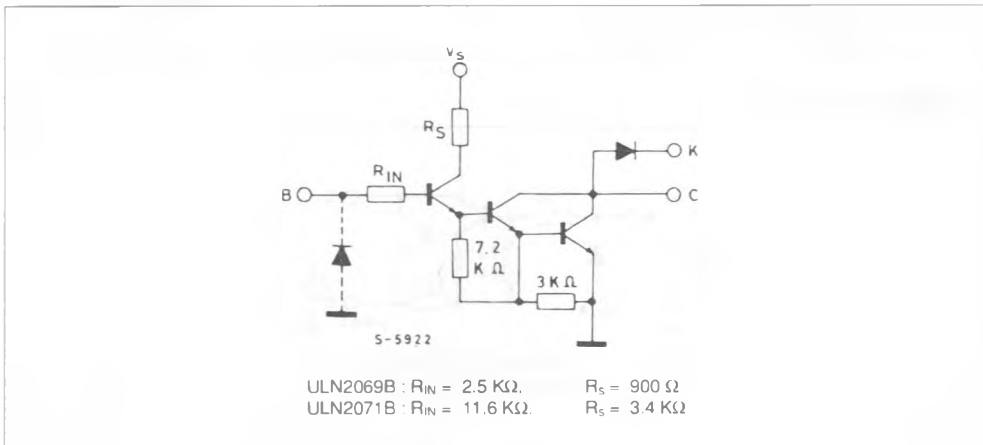 Vs
RS
RIN
K
B
C
7.2
K Ω
3KΩ
S-5922
ULN2069B : RIN = 2.5 KΩ. RS = 900 Ω
ULN2071B : RIN = 11.6 KΩ. RS = 3.4 KΩ